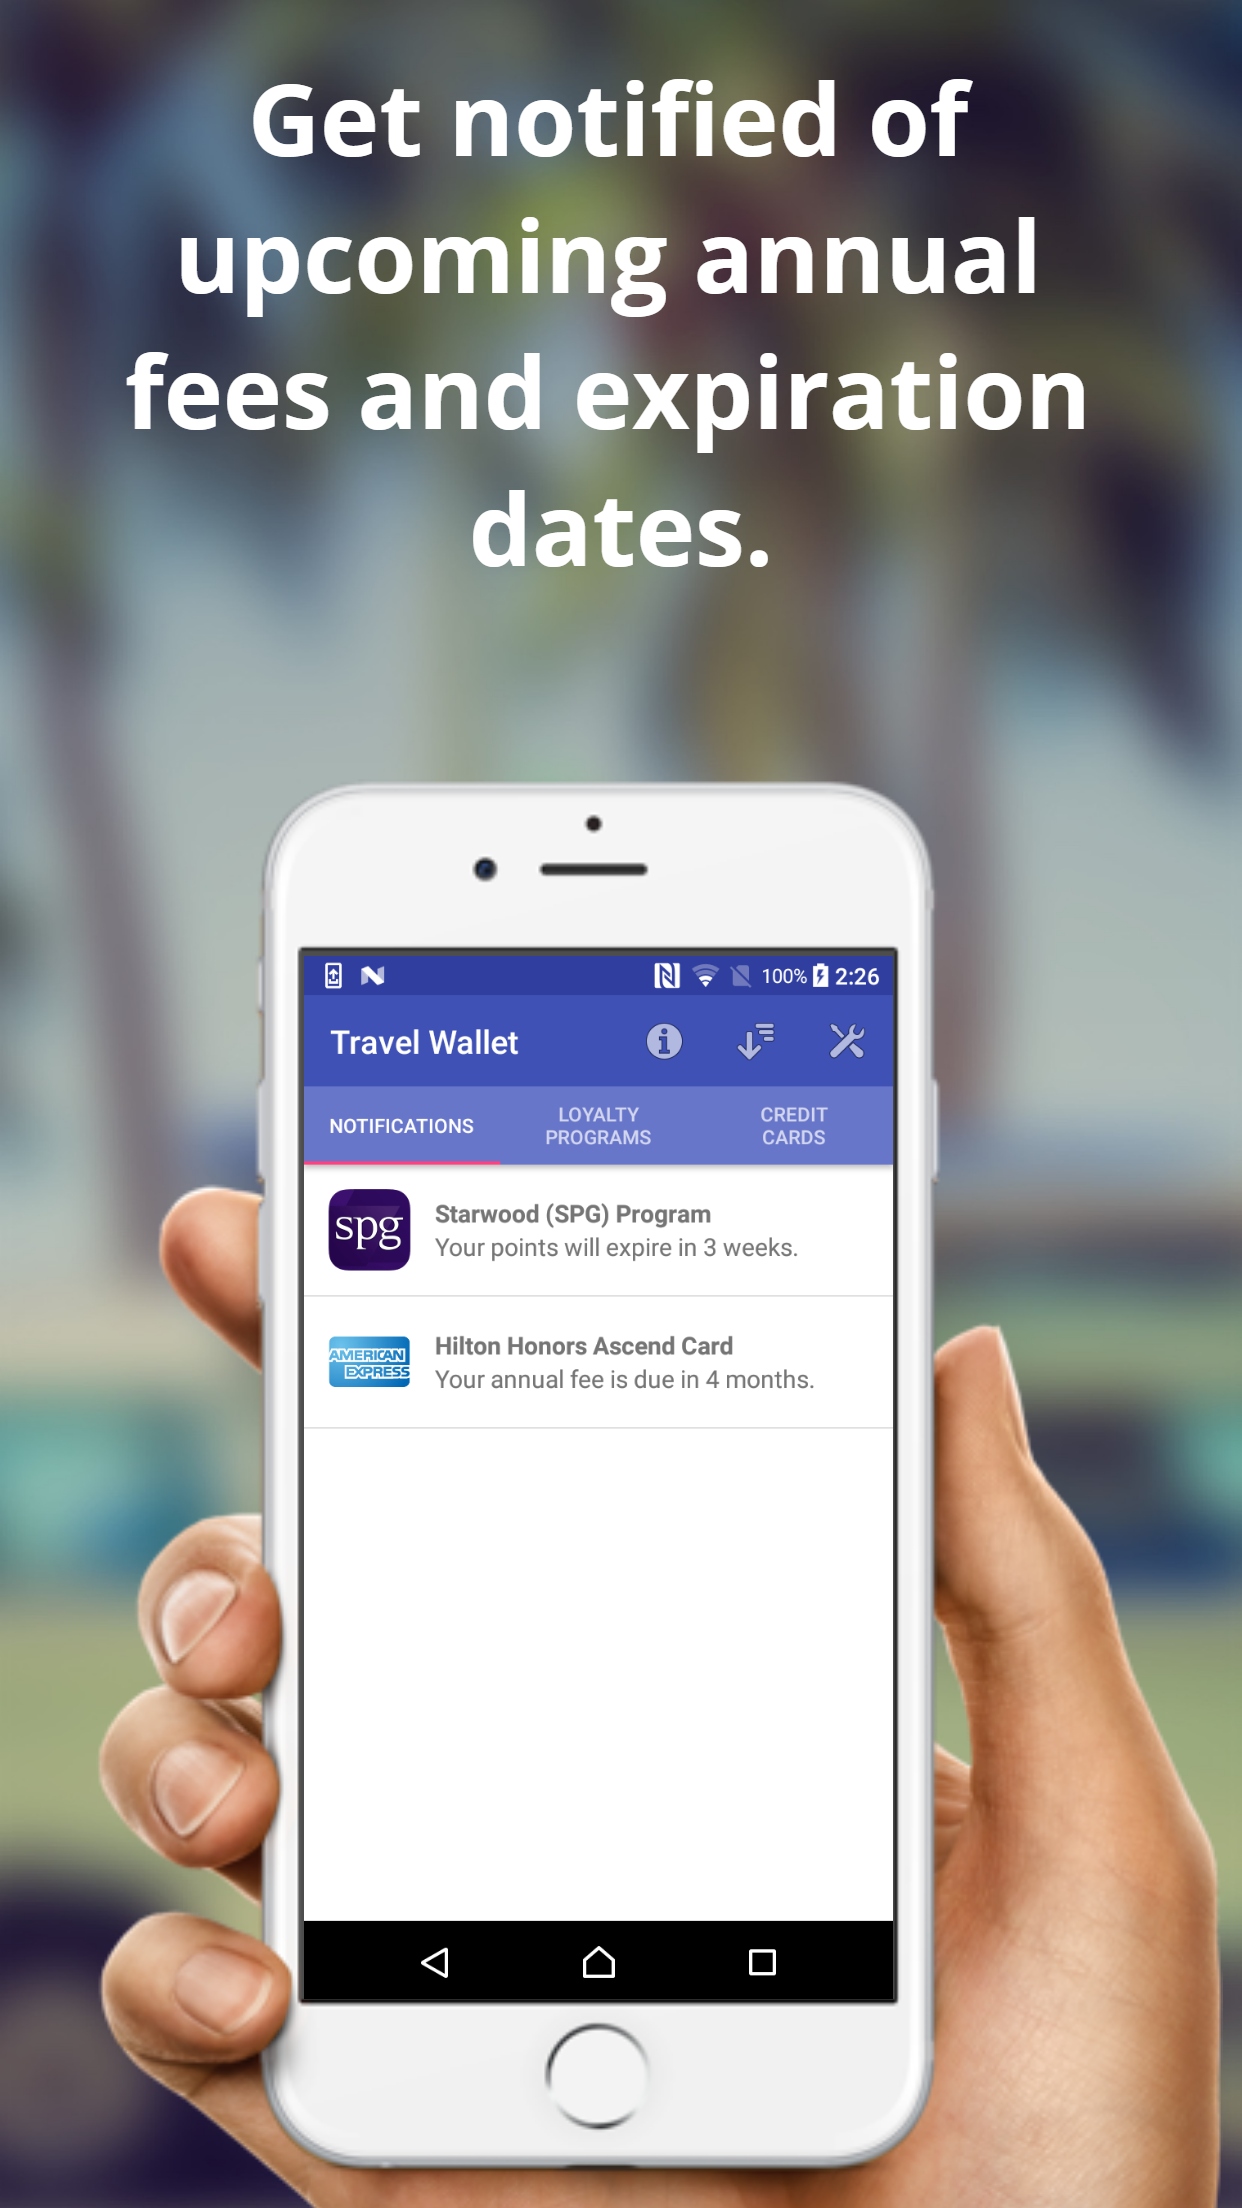 Get notified of
upcoming annual
fees and expiration
dates.
100% 2:26
Travel Wallet
NOTIFICATIONS
LOYALTY
PROGRAMS
CREDIT
CARDS
spg
Starwood (SPG) Program
Your points will expire in 3 weeks.
AMERICAN
EXPRESS
Hilton Honors Ascend Card
Your annual fee is due in 4 months.